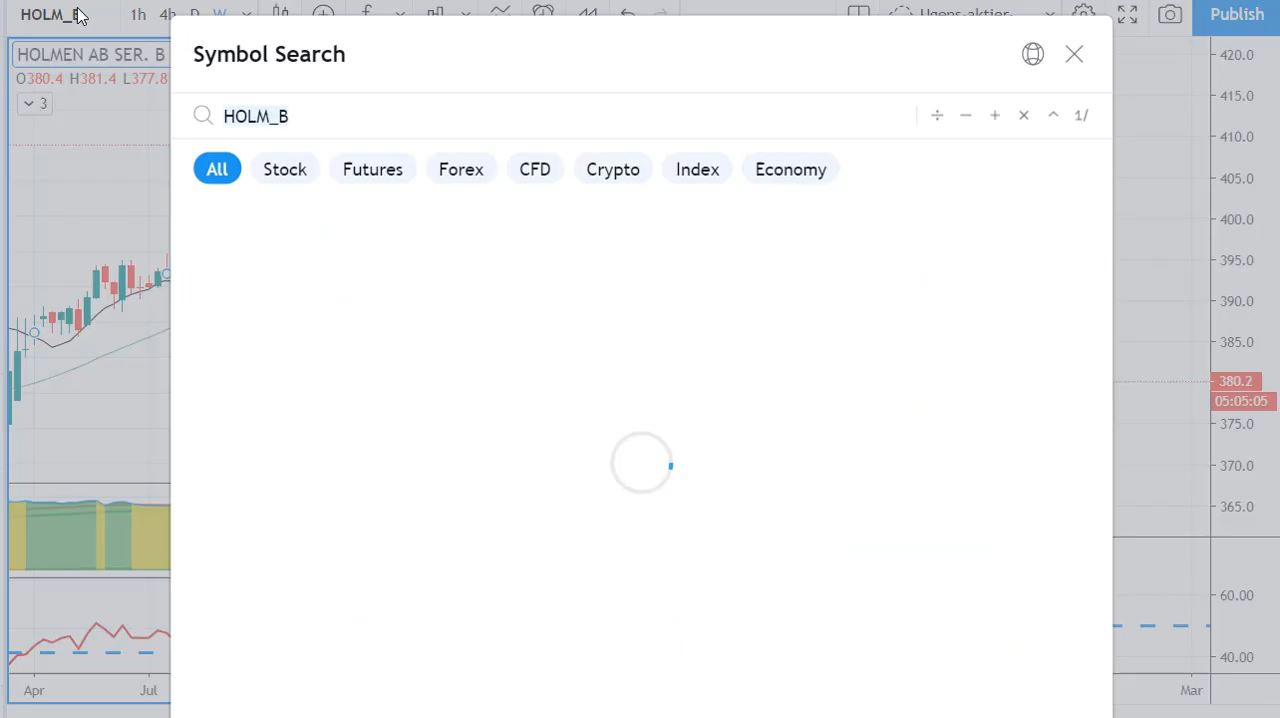 HOLM_B 1h 4h D W Ugens-aktier- Publish
Symbol Search
HOLMEN AB SER. B
O380.4 H381.4 L377.8
3
HOLM_B ÷ − + × ^ 1/
All Stock Futures Forex CFD Crypto Index Economy
420.0
415.0
410.0
405.0
400.0
395.0
390.0
385.0
380.2
05:05:05
375.0
370.0
365.0
60.00
40.00
Apr Jul Mar